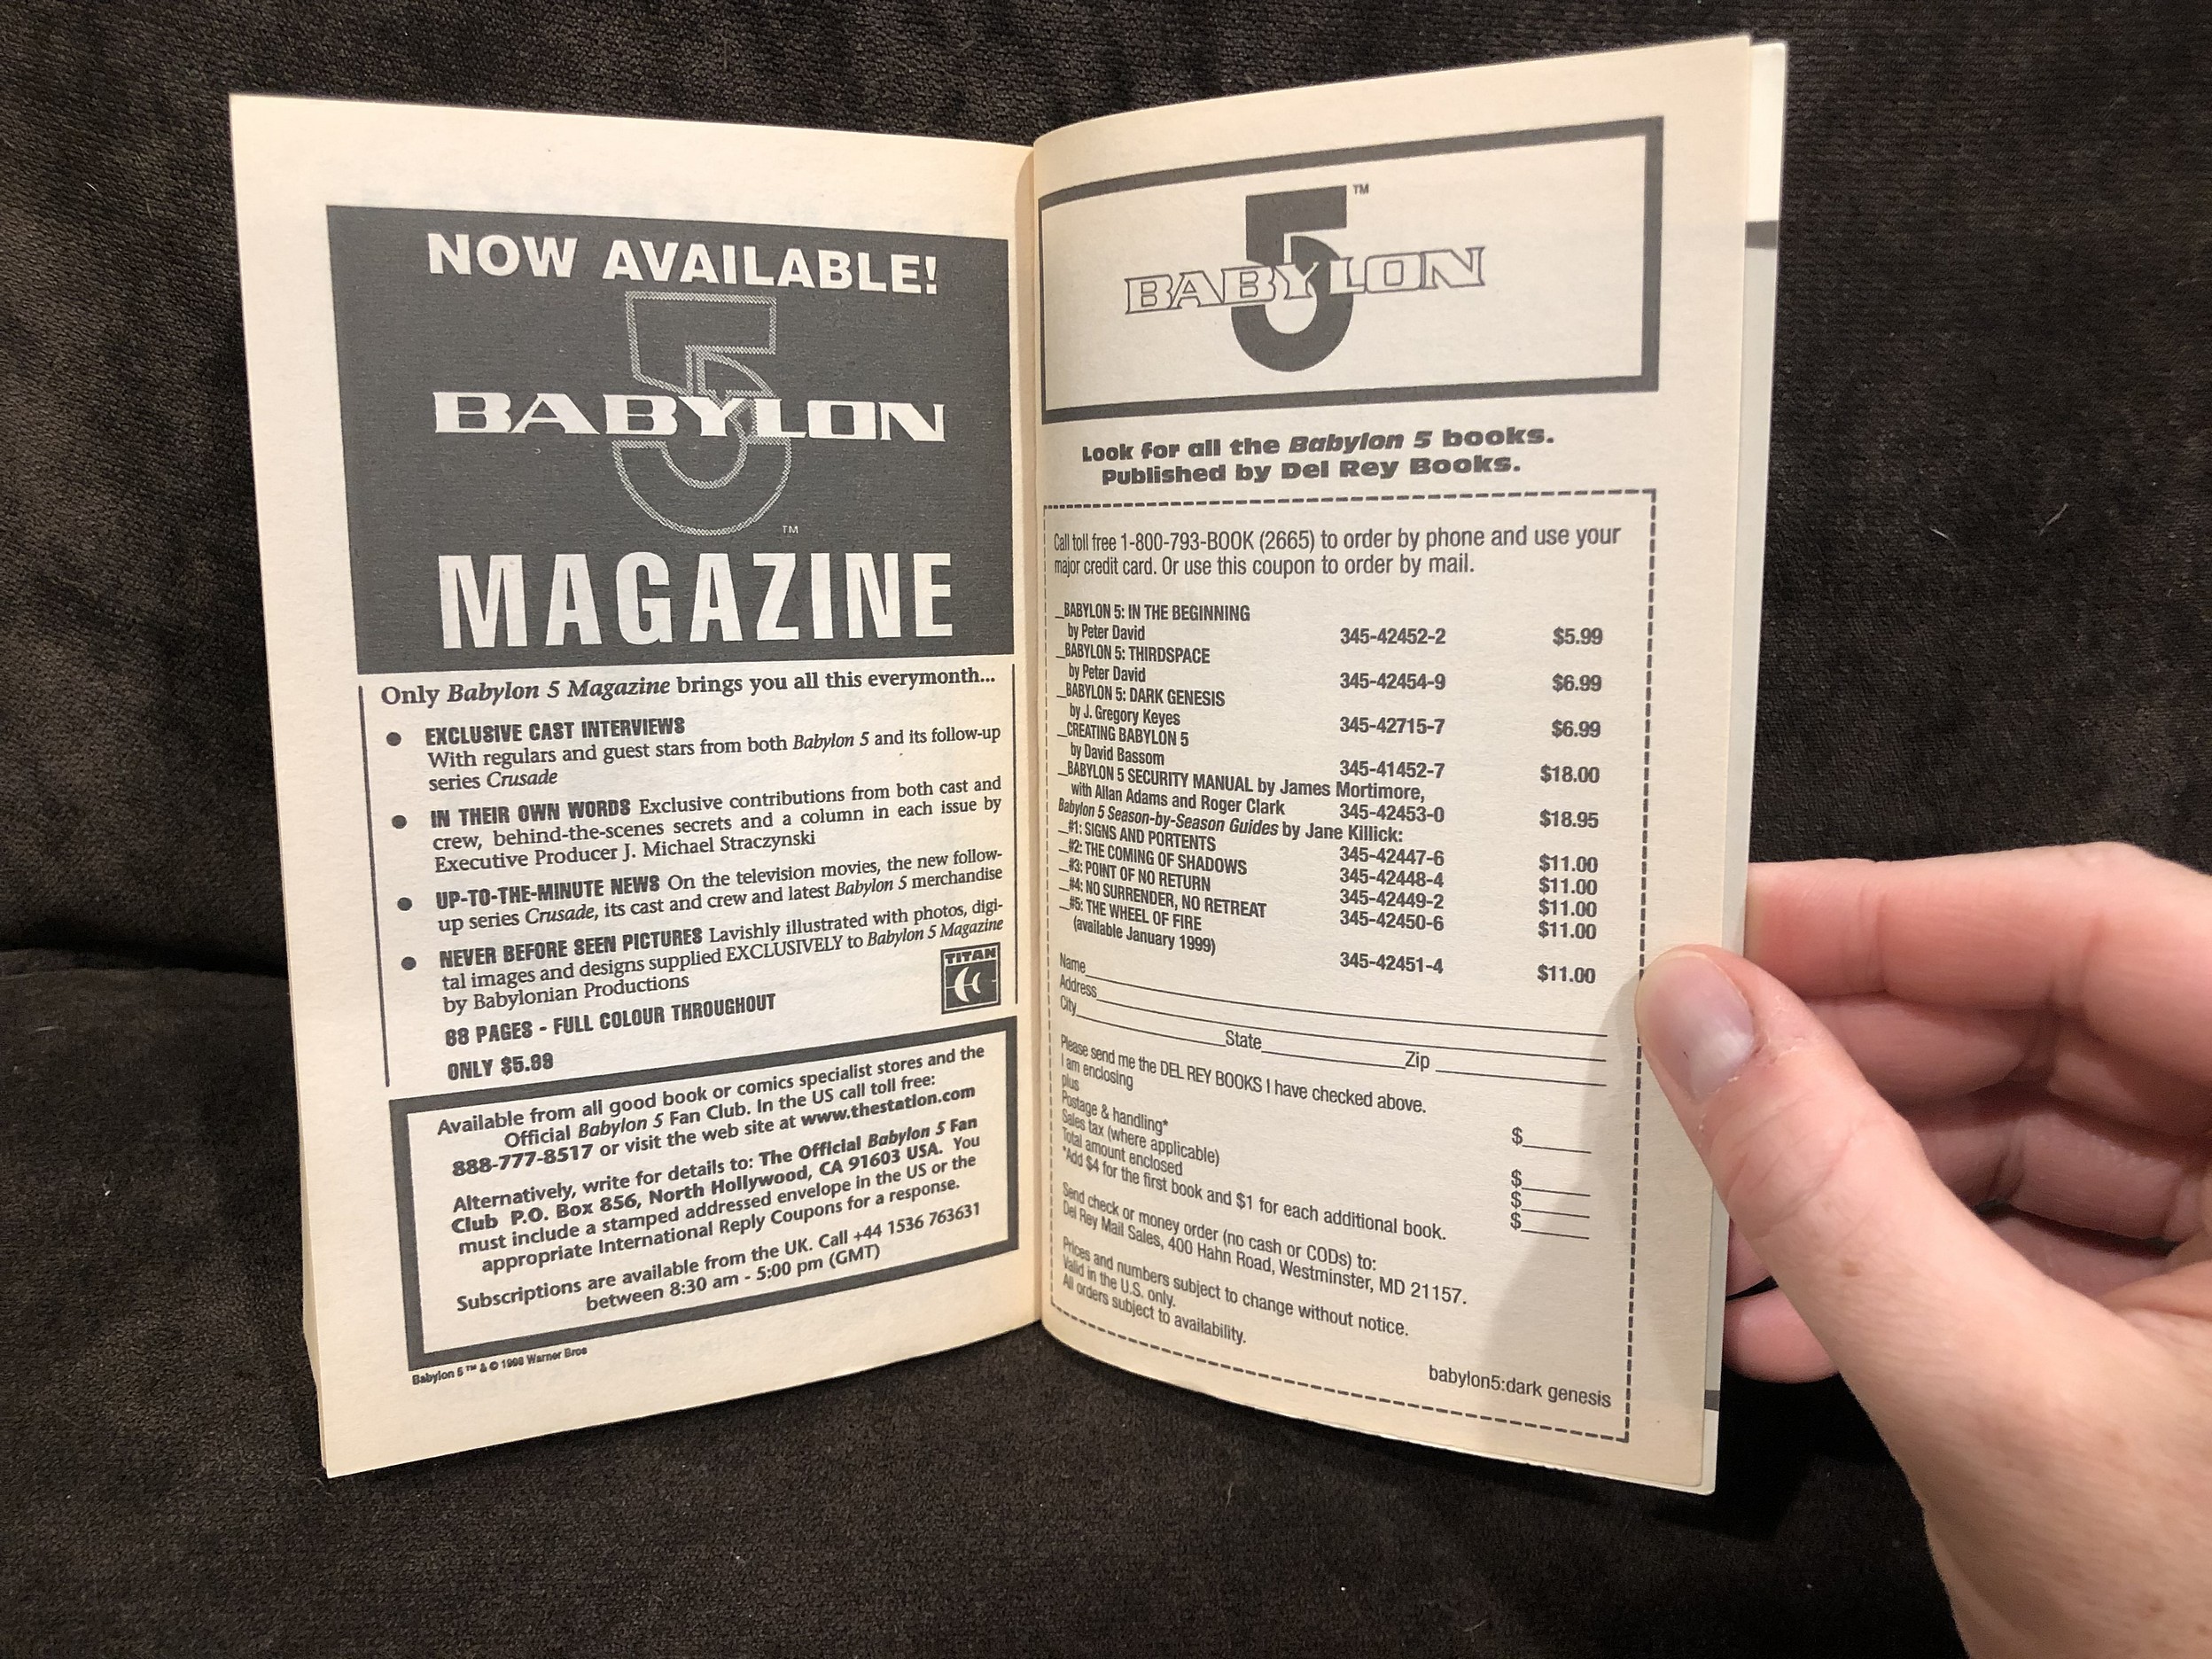 NOW AVAILABLE!
BABYLON 5 ™
MAGAZINE
Only Babylon 5 Magazine brings you all this everymonth...
● EXCLUSIVE CAST INTERVIEWS
With regulars and guest stars from both Babylon 5 and its follow-up
series Crusade
● IN THEIR OWN WORDS Exclusive contributions from both cast and
crew, behind-the-scenes secrets and a column in each issue by
Executive Producer J. Michael Straczynski
● UP-TO-THE-MINUTE NEWS On the television movies, the new follow-
up series Crusade, its cast and crew and latest Babylon 5 merchandise
● NEVER BEFORE SEEN PICTURES Lavishly illustrated with photos, digi-
tal images and designs supplied EXCLUSIVELY to Babylon 5 Magazine
by Babylonian Productions
TITAN
68 PAGES - FULL COLOUR THROUGHOUT
ONLY $5.99
Available from all good book or comics specialist stores and the
Official Babylon 5 Fan Club. In the US call toll free:
888-777-8517 or visit the web site at www.thestation.com
Alternatively, write for details to: The Official Babylon 5 Fan
Club P.O. Box 856, North Hollywood, CA 91603 USA. You
must include a stamped addressed envelope in the US or the
appropriate International Reply Coupons for a response.
Subscriptions are available from the UK. Call +44 1536 763631
between 8:30 am - 5:00 pm (GMT)
Babylon 5 ™ & © 1998 Warner Bros
BABYLON 5 ™
Look for all the Babylon 5 books.
Published by Del Rey Books.
Call toll free 1-800-793-BOOK (2665) to order by phone and use your
major credit card. Or use this coupon to order by mail.
_BABYLON 5: IN THE BEGINNING
by Peter David 345-42452-2 $5.99
_BABYLON 5: THIRDSPACE
by Peter David 345-42454-9 $6.99
_BABYLON 5: DARK GENESIS
by J. Gregory Keyes 345-42715-7 $6.99
_CREATING BABYLON 5
by David Bassom 345-41452-7 $18.00
_BABYLON 5 SECURITY MANUAL by James Mortimore,
with Allan Adams and Roger Clark 345-42453-0 $18.95
Babylon 5 Season-by-Season Guides by Jane Killick:
_#1: SIGNS AND PORTENTS 345-42447-6 $11.00
_#2: THE COMING OF SHADOWS 345-42448-4 $11.00
_#3: POINT OF NO RETURN 345-42449-2 $11.00
_#4: NO SURRENDER, NO RETREAT 345-42450-6 $11.00
_#5: THE WHEEL OF FIRE
(available January 1999) 345-42451-4 $11.00
Name
Address
City State Zip
Please send me the DEL REY BOOKS I have checked above.
I am enclosing $
plus
Postage & handling* $
Sales tax (where applicable) $
Total amount enclosed $
*Add $4 for the first book and $1 for each additional book.
Send check or money order (no cash or CODs) to:
Del Rey Mail Sales, 400 Hahn Road, Westminster, MD 21157.
Prices and numbers subject to change without notice.
Valid in the U.S. only.
All orders subject to availability.
babylon5:dark genesis